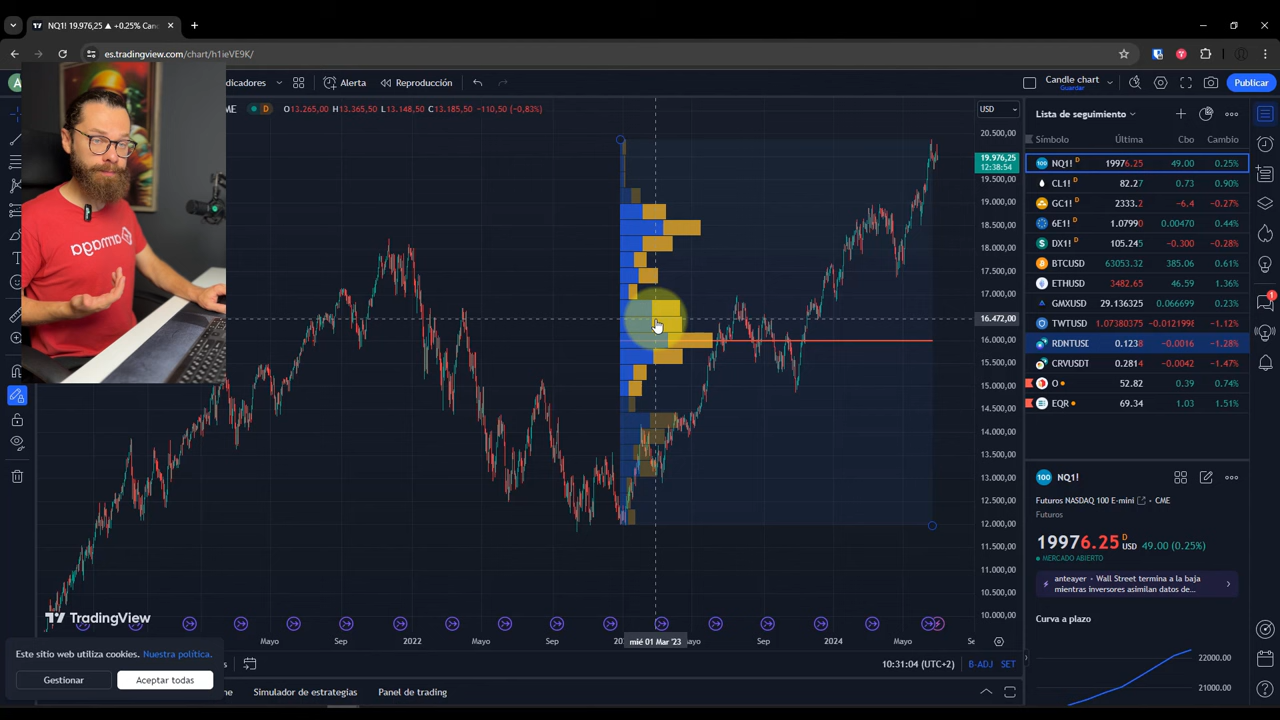 NQ1! 19.976,25 ▲ +0.25% Can
es.tradingview.com/chart/h1ieVE9K/
A
dicadores
Alerta
Reproducción
Candle chart
Guardar
Publicar
ME D O13.265,00 H13.365,50 L13.148,50 C13.185,50 -110,50 (-0,83%)
USD
20.500,00
19.976,25
12:38:54
19.500,00
19.000,00
18.500,00
18.000,00
17.500,00
17.000,00
16.472,00
16.000,00
15.500,00
15.000,00
14.500,00
14.000,00
13.500,00
13.000,00
12.500,00
12.000,00
11.500,00
11.000,00
10.500,00
10.000,00
Lista de seguimiento
Símbolo Última Cbo Cambio
NQ1! D 19976.25 49.00 0.25%
CL1! D 82.27 0.73 0.90%
GC1! D 2333.2 -6.4 -0.27%
6E1! D 1.0799 0.00470 0.44%
DX1! D 105.245 -0.300 -0.28%
BTCUSD 63053.32 385.06 0.61%
ETHUSD 3482.65 46.59 1.36%
GMXUSD 29.136325 0.066699 0.23%
TWTUSD 1.07380375 -0.0121998 -1.12%
RDNTUSD 0.1238 -0.0016 -1.28%
CRVUSDT 0.2814 -0.0042 -1.47%
O 52.82 0.39 0.74%
EQR 69.34 1.03 1.51%
1
100 NQ1!
Futuros NASDAQ 100 E-mini • CME
Futuros
19976.25 D USD 49.00 (0.25%)
MERCADO ABIERTO
anteayer • Wall Street termina a la baja
mientras inversores asimilan datos de...
Curva a plazo
22000.00
21000.00
armaga
TradingView
Mayo Sep 2022 Mayo Sep mié 01 Mar '23 ayo Sep 2024 Mayo Se
Este sitio web utiliza cookies. Nuestra política.
Gestionar
Aceptar todas
10:31:04 (UTC+2)
B-ADJ
SET
Simulador de estrategias
Panel de trading